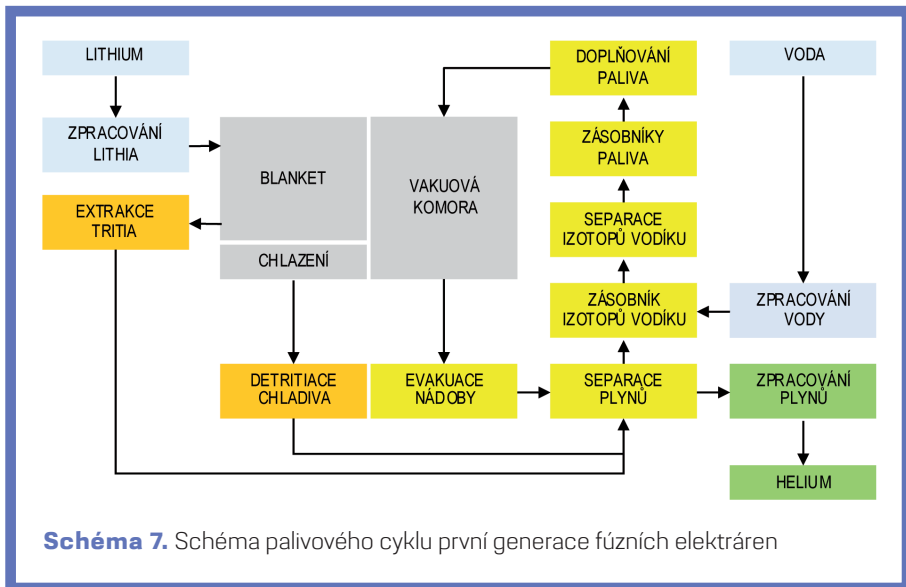 LITHIUM
DOPLŇOVÁNÍ
PALIVA
VODA
ZPRACOVÁNÍ
LITHIA
BLANKET
VAKUOVÁ
KOMORA
ZÁSOBNÍKY
PALIVA
EXTRAKCE
TRITIA
SEPARACE
IZOTOPŮ VODÍKU
CHLAZENÍ
ZÁSOBNÍK
IZOTOPŮ VODÍKU
ZPRACOVÁNÍ
VODY
DETRITIACE
CHLADIVA
EVAKUACE
NÁDOBY
SEPARACE
PLYNŮ
ZPRACOVÁNÍ
PLYNŮ
HELIUM
Schéma 7. Schéma palivového cyklu první generace fúzních elektráren